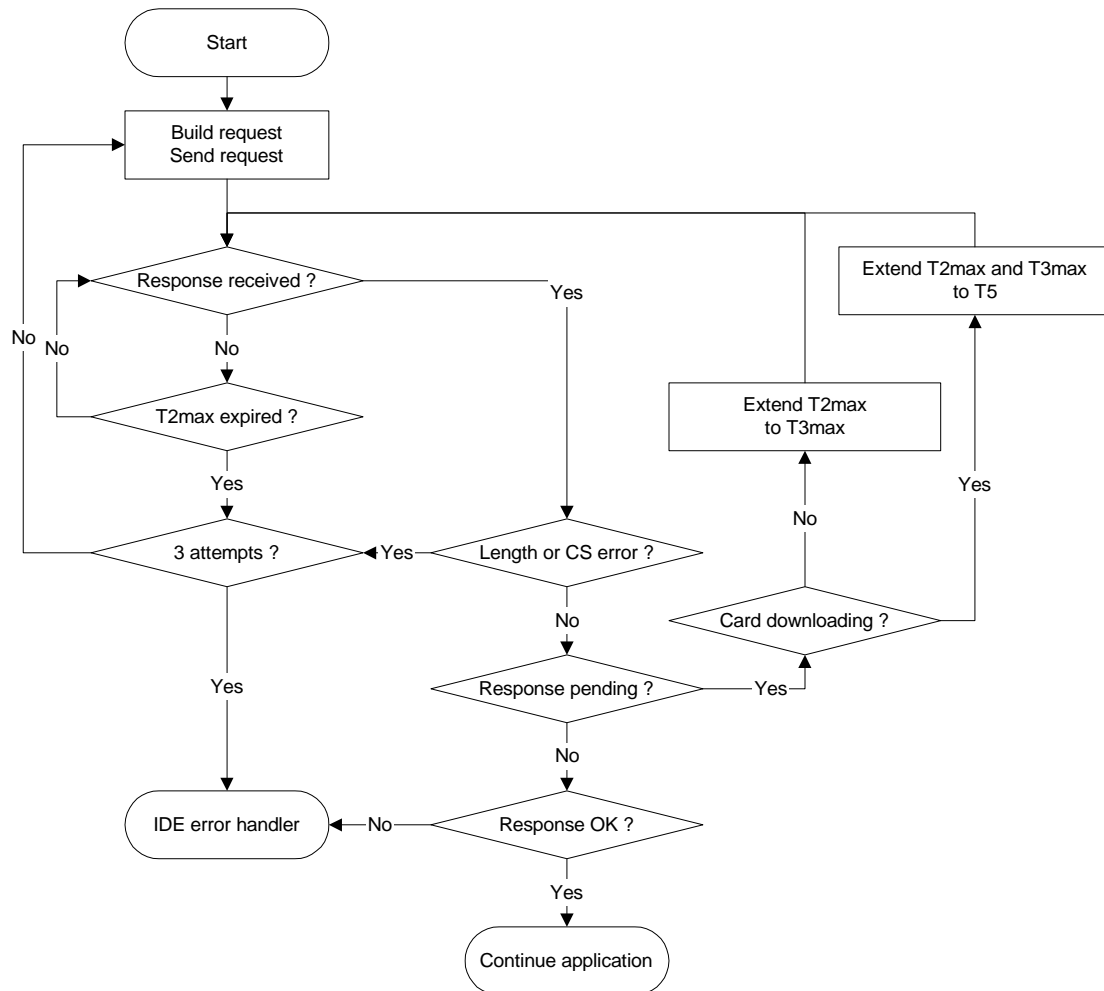 Start
Build request
Send request
Response received ?
Yes
Extend T2max and T3max
to T5
No
No
No
T2max expired ?
Extend T2max
to T3max
Yes
Yes
No
3 attempts ?
Yes
Length or CS error ?
No
Card downloading ?
Yes
Response pending ?
Yes
No
IDE error handler
No
Response OK ?
Yes
Continue application